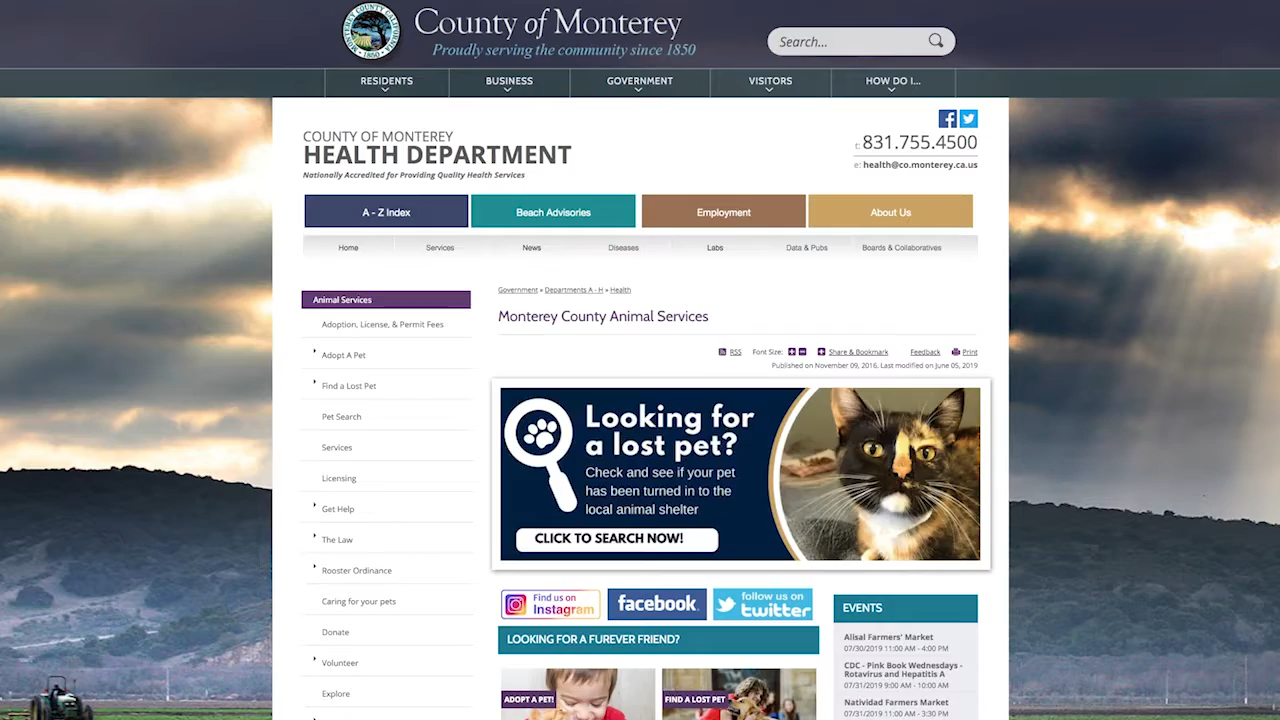 County of Monterey
Proudly serving the community since 1850
Search...
RESIDENTS
BUSINESS
GOVERNMENT
VISITORS
HOW DO I...
COUNTY OF MONTEREY
HEALTH DEPARTMENT
Nationally Accredited for Providing Quality Health Services
t: 831.755.4500
e: health@co.monterey.ca.us
A - Z Index
Beach Advisories
Employment
About Us
Home
Services
News
Diseases
Labs
Data & Pubs
Boards & Collaboratives
Animal Services
Adoption, License, & Permit Fees
Adopt A Pet
Find a Lost Pet
Pet Search
Services
Licensing
Get Help
The Law
Rooster Ordinance
Caring for your pets
Donate
Volunteer
Explore
Government » Departments A - H » Health
Monterey County Animal Services
RSS
Font Size:
Share & Bookmark
Feedback
Print
Published on November 09, 2016. Last modified on June 05, 2019
Looking for
a lost pet?
Check and see if your pet
has been turned in to the
local animal shelter
CLICK TO SEARCH NOW!
Find us on
Instagram
facebook
follow us on
twitter
LOOKING FOR A FUREVER FRIEND?
ADOPT A PET!
FIND A LOST PET
EVENTS
Alisal Farmers' Market
07/30/2019 11:00 AM - 4:00 PM
CDC - Pink Book Wednesdays -
Rotavirus and Hepatitis A
07/31/2019 9:00 AM - 10:00 AM
Natividad Farmers Market
07/31/2019 11:00 AM - 3:30 PM